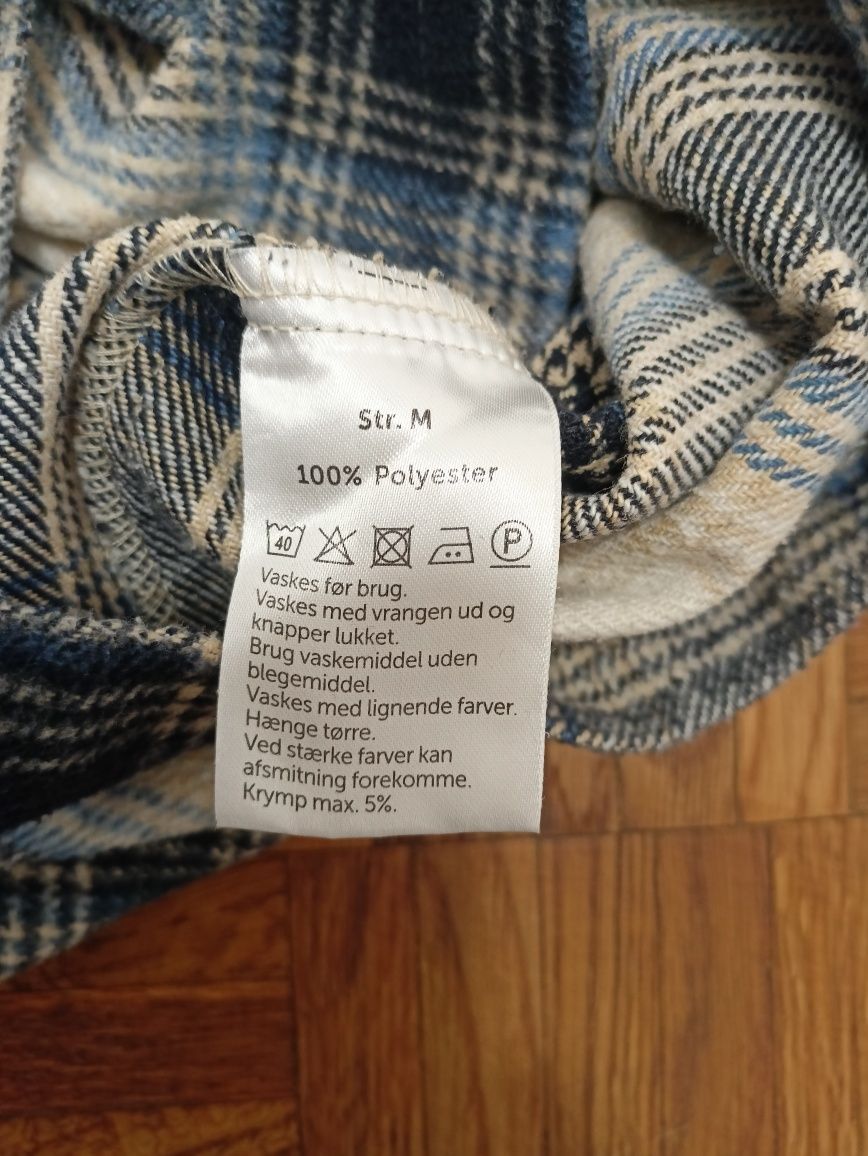 Str. M
100% Polyester
40 P
Vaskes før brug.
Vaskes med vrangen ud og
knapper lukket.
Brug vaskemiddel uden
blegemiddel.
Vaskes med lignende farver.
Hænge tørre.
Ved stærke farver kan
afsmitning forekomme.
Krymp max. 5%.